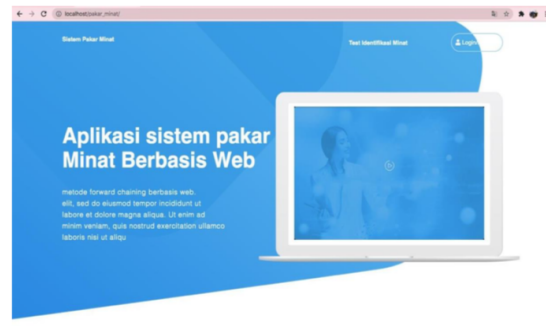 localhost/pakar_minat/
Sistem Pakar Minat
Test Identifikasi Minat
Login
Aplikasi sistem pakar
Minat Berbasis Web
metode forward chaining berbasis web.
elit, sed do eiusmod tempor incididunt ut
labore et dolore magna aliqua. Ut enim ad
minim veniam, quis nostrud exercitation ullamco
laboris nisi ut aliqu